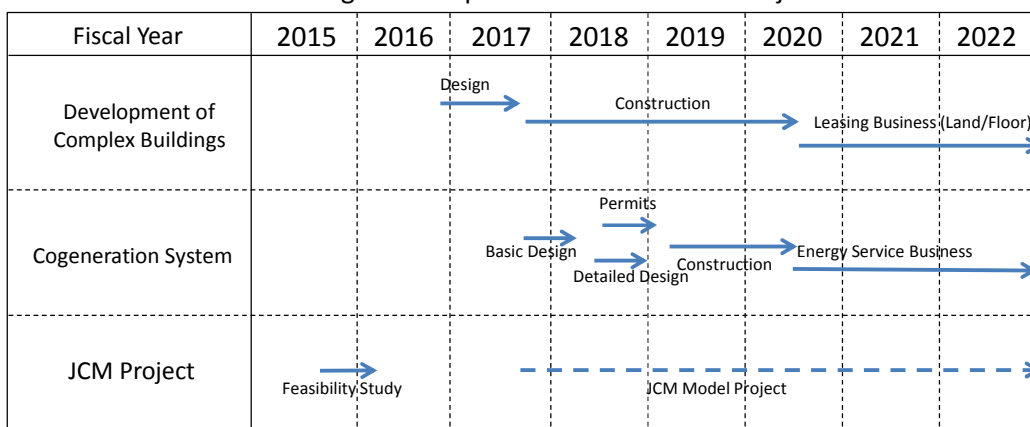 Fiscal Year 2015 2016 2017 2018 2019 2020 2021 2022
Design
Development of
Complex Buildings
Construction
Leasing Business (Land/Floor)
Permits
Cogeneration System
Basic Design
Energy Service Business
Detailed Design
Construction
JCM Project
Feasibility Study
JCM Model Project